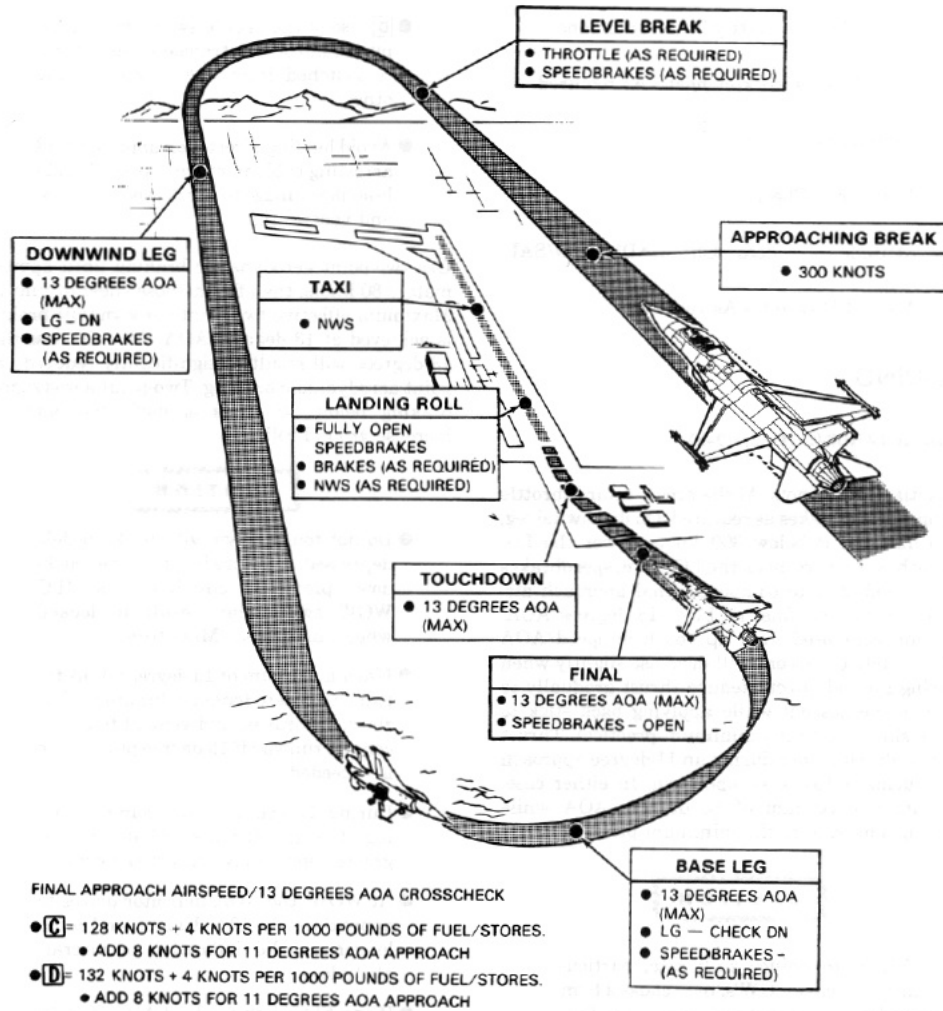 LEVEL BREAK
● THROTTLE (AS REQUIRED)
● SPEEDBRAKES (AS REQUIRED)
APPROACHING BREAK
● 300 KNOTS
DOWNWIND LEG
● 13 DEGREES AOA
(MAX)
● LG – DN
● SPEEDBRAKES
(AS REQUIRED)
TAXI
● NWS
LANDING ROLL
● FULLY OPEN
SPEEDBRAKES
● BRAKES (AS REQUIRED)
● NWS (AS REQUIRED)
TOUCHDOWN
● 13 DEGREES AOA
(MAX)
FINAL
● 13 DEGREES AOA (MAX)
● SPEEDBRAKES – OPEN
BASE LEG
● 13 DEGREES AOA
(MAX)
● LG — CHECK DN
● SPEEDBRAKES –
(AS REQUIRED)
FINAL APPROACH AIRSPEED/13 DEGREES AOA CROSSCHECK
● C = 128 KNOTS + 4 KNOTS PER 1000 POUNDS OF FUEL/STORES.
● ADD 8 KNOTS FOR 11 DEGREES AOA APPROACH
● D = 132 KNOTS + 4 KNOTS PER 1000 POUNDS OF FUEL/STORES.
● ADD 8 KNOTS FOR 11 DEGREES AOA APPROACH